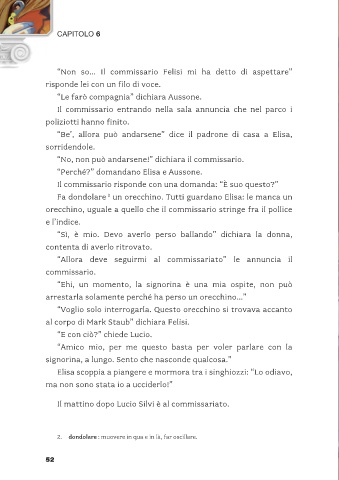 CAPITOLO 6
“Non so... Il commissario Felisi mi ha detto di aspettare”
risponde lei con un filo di voce.
“Le farò compagnia” dichiara Aussone.
Il commissario entrando nella sala annuncia che nel parco i
poliziotti hanno finito.
“Be’, allora può andarsene” dice il padrone di casa a Elisa,
sorridendole.
“No, non può andarsene!” dichiara il commissario.
“Perché?” domandano Elisa e Aussone.
Il commissario risponde con una domanda: “È suo questo?”
Fa dondolare² un orecchino. Tutti guardano Elisa: le manca un
orecchino, uguale a quello che il commissario stringe fra il pollice
e l’indice.
“Sì, è mio. Devo averlo perso ballando” dichiara la donna,
contenta di averlo ritrovato.
“Allora deve seguirmi al commissariato” le annuncia il
commissario.
“Ehi, un momento, la signorina è una mia ospite, non può
arrestarla solamente perché ha perso un orecchino...”
“Voglio solo interrogarla. Questo orecchino si trovava accanto
al corpo di Mark Staub” dichiara Felisi.
“E con ciò?” chiede Lucio.
“Amico mio, per me questo basta per voler parlare con la
signorina, a lungo. Sento che nasconde qualcosa.”
Elisa scoppia a piangere e mormora tra i singhiozzi: “Lo odiavo,
ma non sono stata io a ucciderlo!”
Il mattino dopo Lucio Silvi è al commissariato.
2. dondolare: muovere in qua e in là, far oscillare.
52